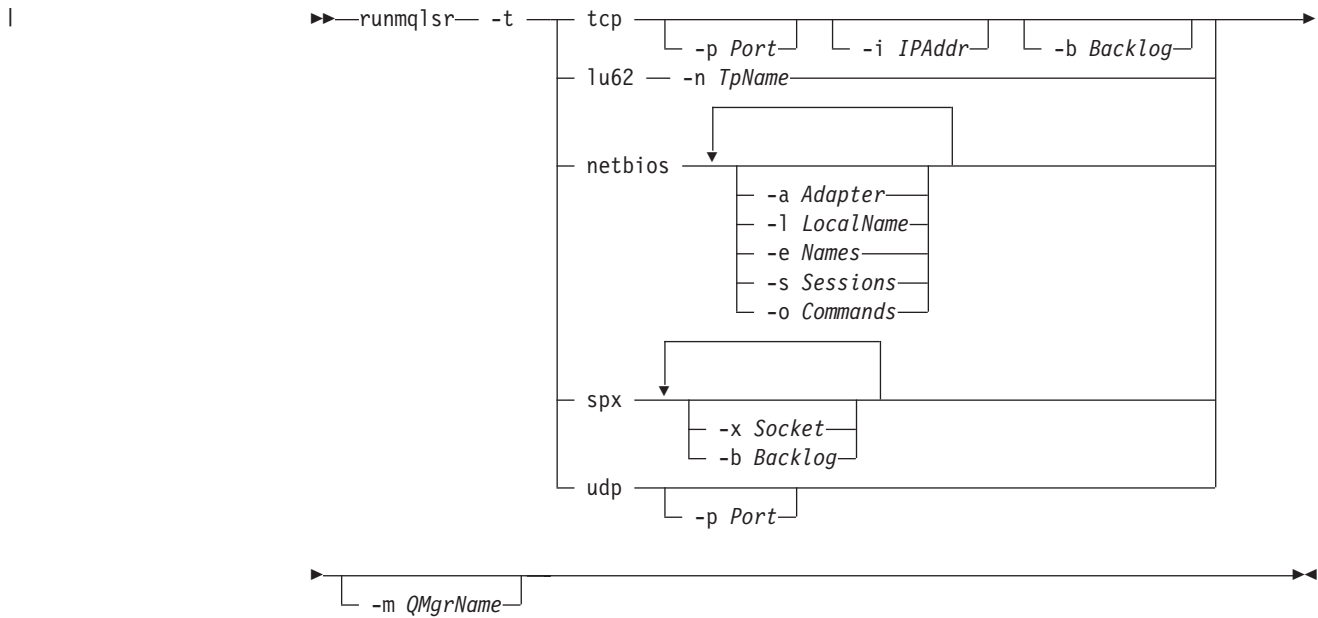 runmqlsr -t tcp
-p Port -i IPAddr -b Backlog
lu62 -n TpName
netbios
-a Adapter
-l LocalName
-e Names
-s Sessions
-o Commands
spx
-x Socket
-b Backlog
udp
-p Port
-m QMgrName